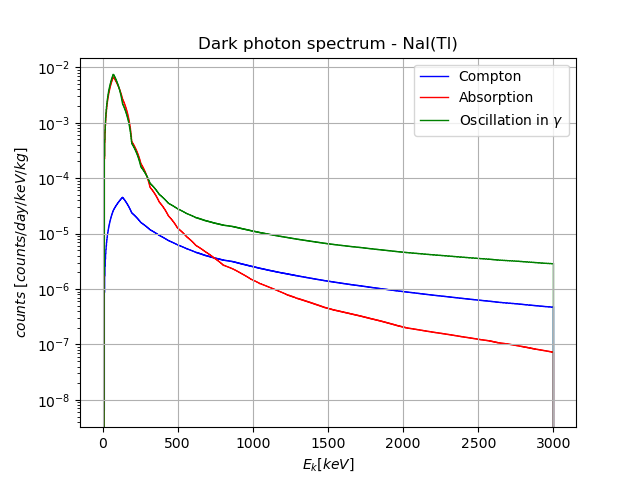 Dark photon spectrum - NaI(Tl)
Compton
Absorption
Oscillation in γ
counts [counts/day/keV/kg]
10⁻²
10⁻³
10⁻⁴
10⁻⁵
10⁻⁶
10⁻⁷
10⁻⁸
0 500 1000 1500 2000 2500 3000
E_k[keV]